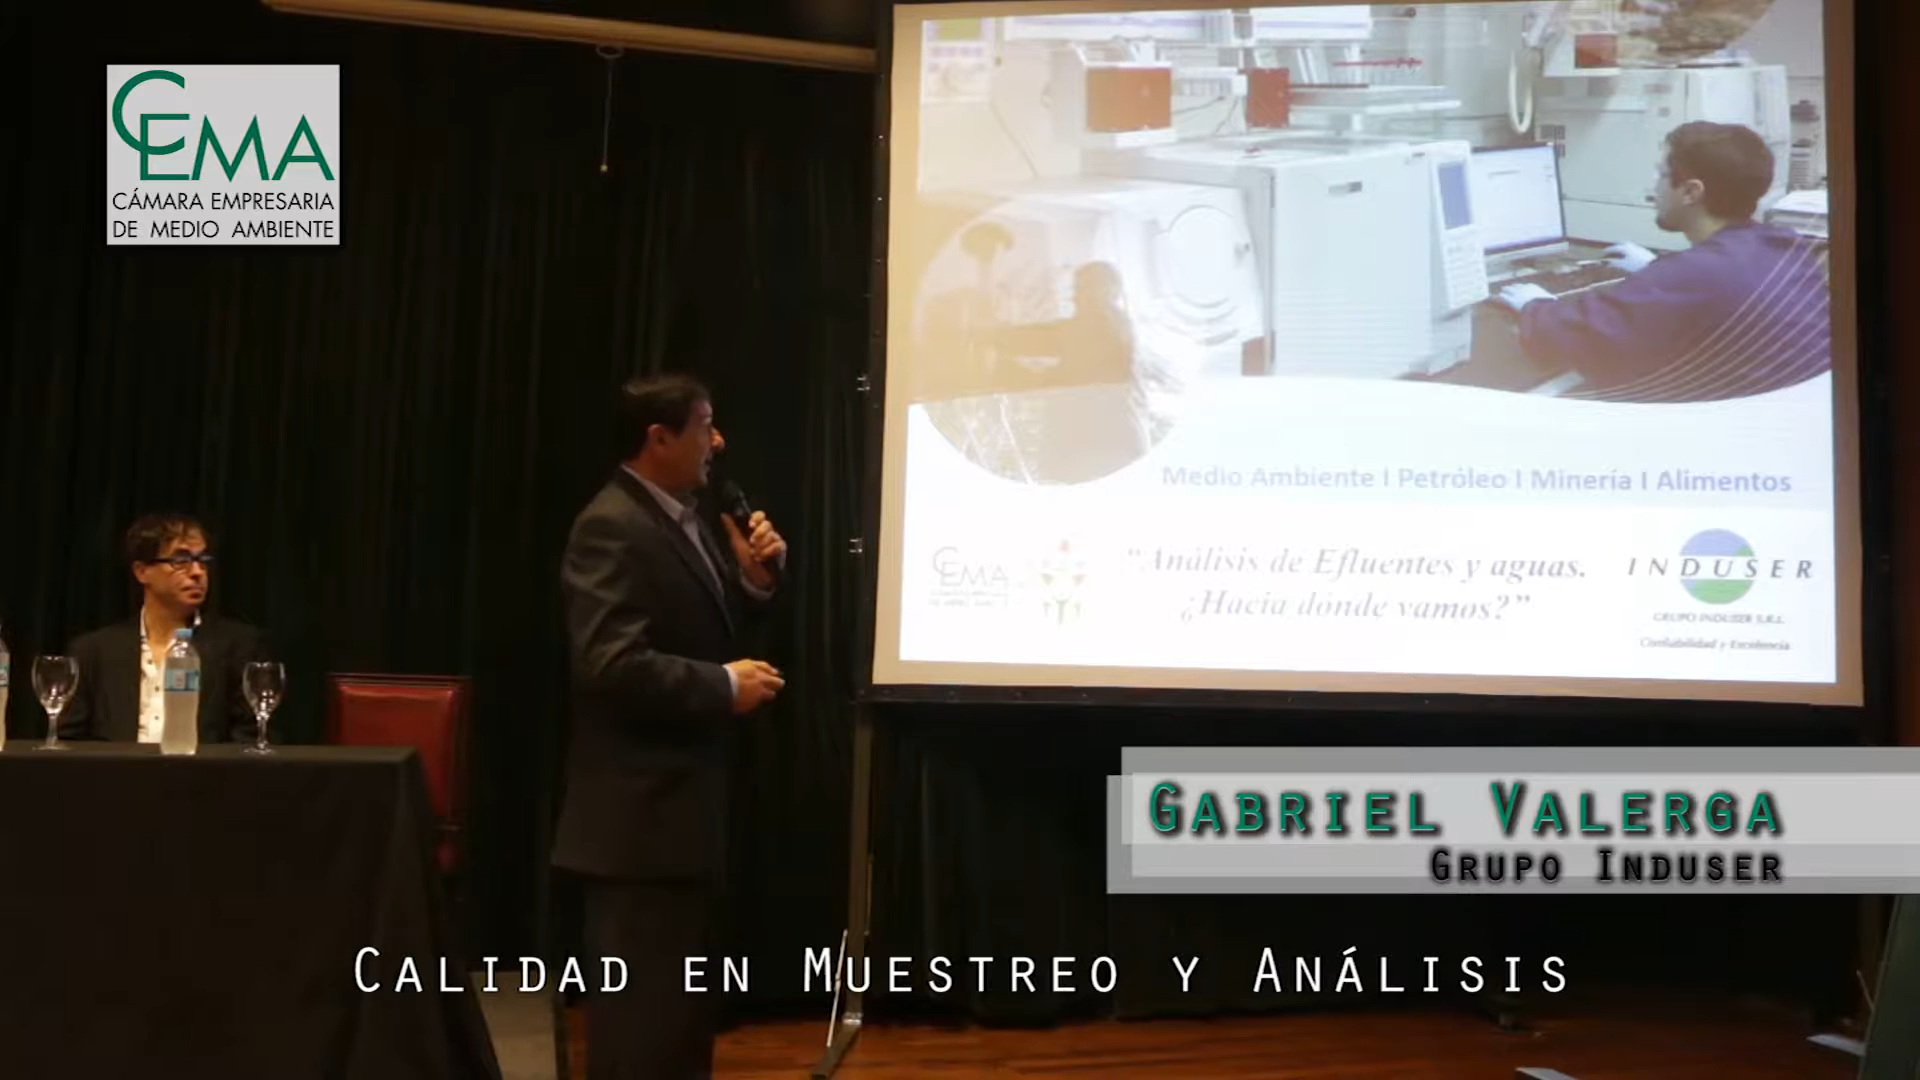 CEMA
CÁMARA EMPRESARIA
DE MEDIO AMBIENTE
Medio Ambiente I Petróleo I Minería I Alimentos
CEMA
"Análisis de Efluentes y aguas.
¿Hacia dónde vamos?"
INDUSER
GRUPO INDUSER S.R.L.
Confiabilidad y Excelencia
GABRIEL VALERGA
GRUPO INDUSER
CALIDAD EN MUESTREO Y ANÁLISIS